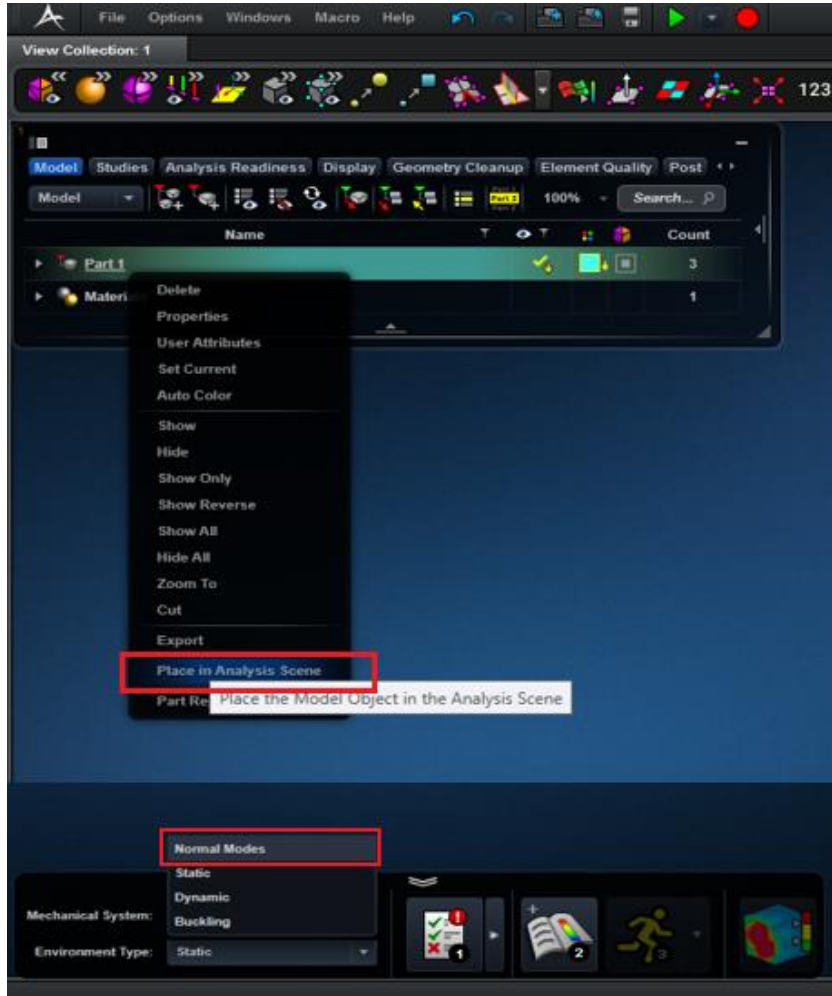 File Options Windows Macro Help
View Collection: 1
123
Model Studies Analysis Readiness Display Geometry Cleanup Element Quality Post
Model 100% Search...
Name Count
Part 1 3
Materi 1
Delete
Properties
User Attributes
Set Current
Auto Color
Show
Hide
Show Only
Show Reverse
Show All
Hide All
Zoom To
Cut
Export
Place in Analysis Scene
Part Re
Place the Model Object in the Analysis Scene
Normal Modes
Static
Dynamic
Buckling
Mechanical System:
Environment Type: Static
1
2
3